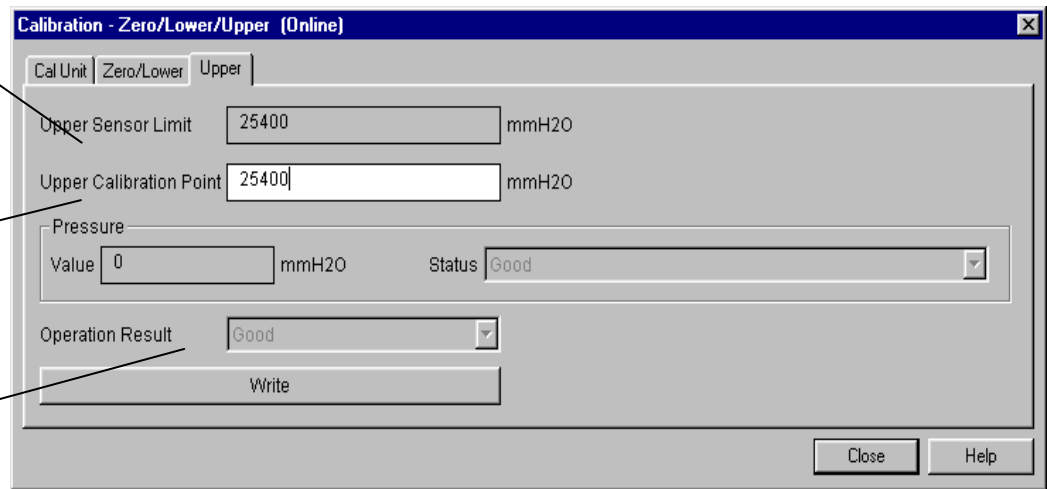 Calibration - Zero/Lower/Upper (Online)
Cal Unit Zero/Lower Upper
Upper Sensor Limit 25400 mmH2O
Upper Calibration Point 25400 mmH2O
Pressure
Value 0 mmH2O Status Good
Operation Result Good
Write
Close Help